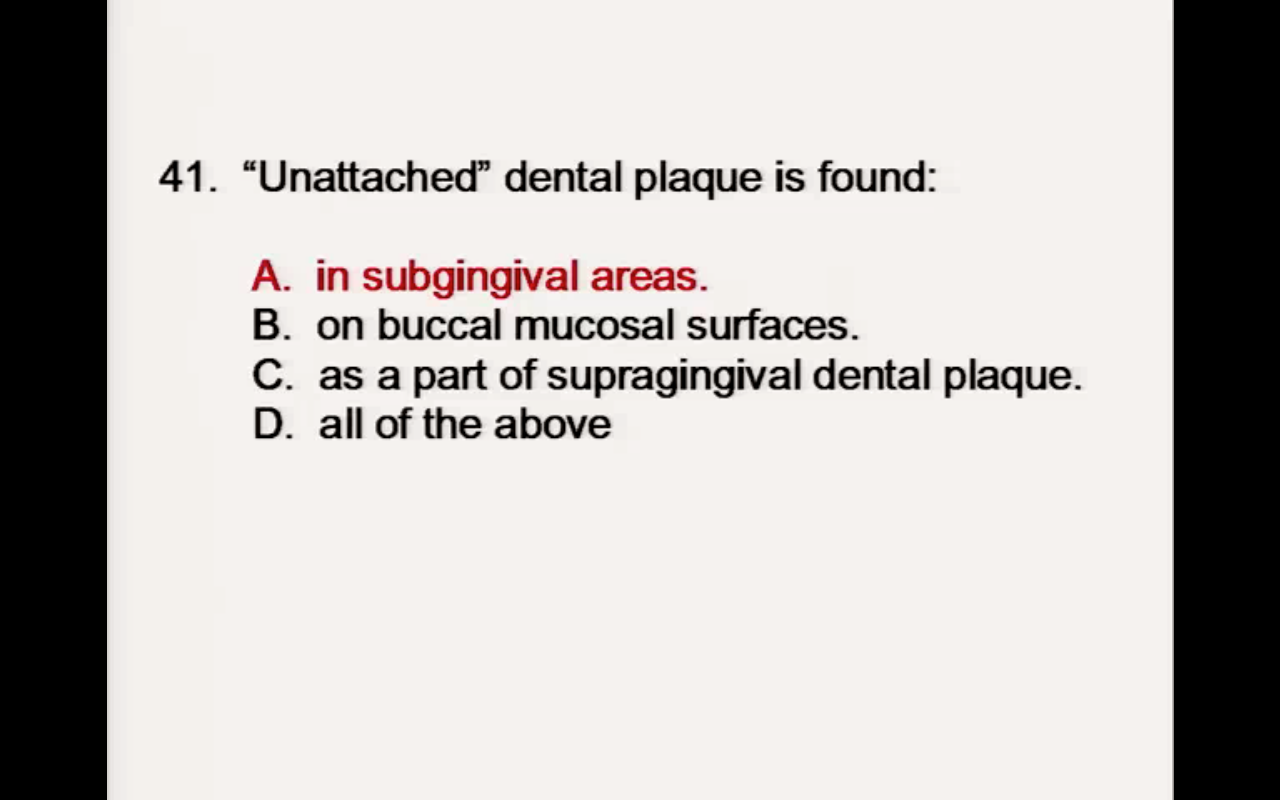 41. “Unattached” dental plaque is found:
A. in subgingival areas.
B. on buccal mucosal surfaces.
C. as a part of supragingival dental plaque.
D. all of the above